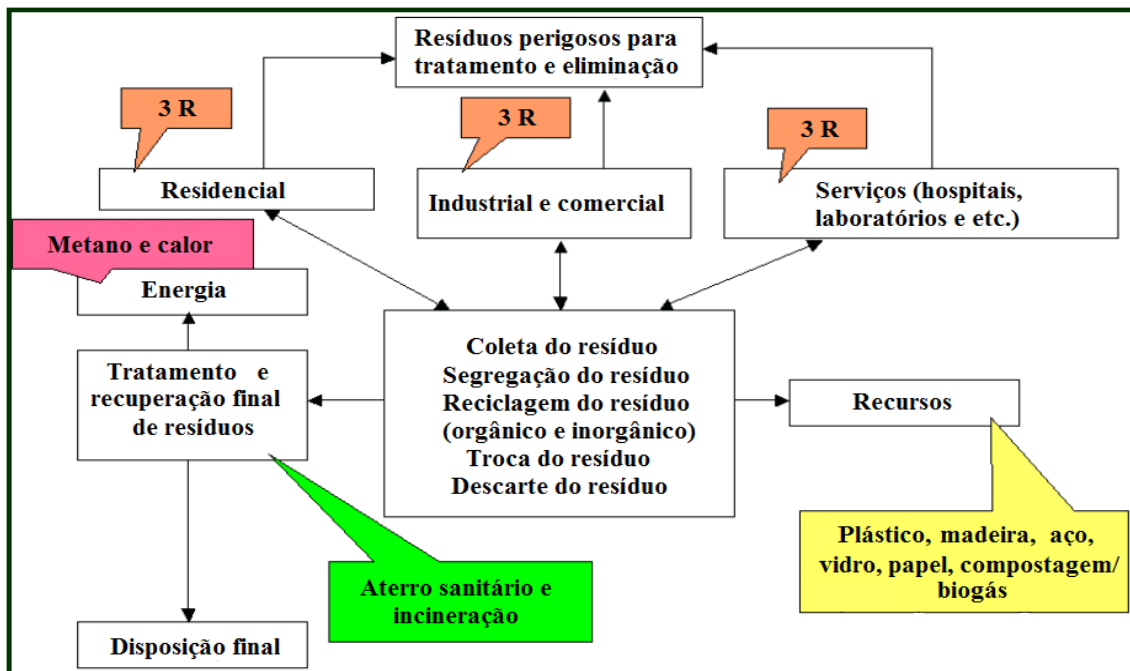 Resíduos perigosos para
tratamento e eliminação
3 R
3 R
3 R
Residencial
Industrial e comercial
Serviços (hospitais,
laboratórios e etc.)
Metano e calor
Energia
Tratamento e
recuperação final
de resíduos
Coleta do resíduo
Segregação do resíduo
Reciclagem do resíduo
(orgânico e inorgânico)
Troca do resíduo
Descarte do resíduo
Recursos
Plástico, madeira, aço,
vidro, papel, compostagem/
biogás
Aterro sanitário e
incineração
Disposição final